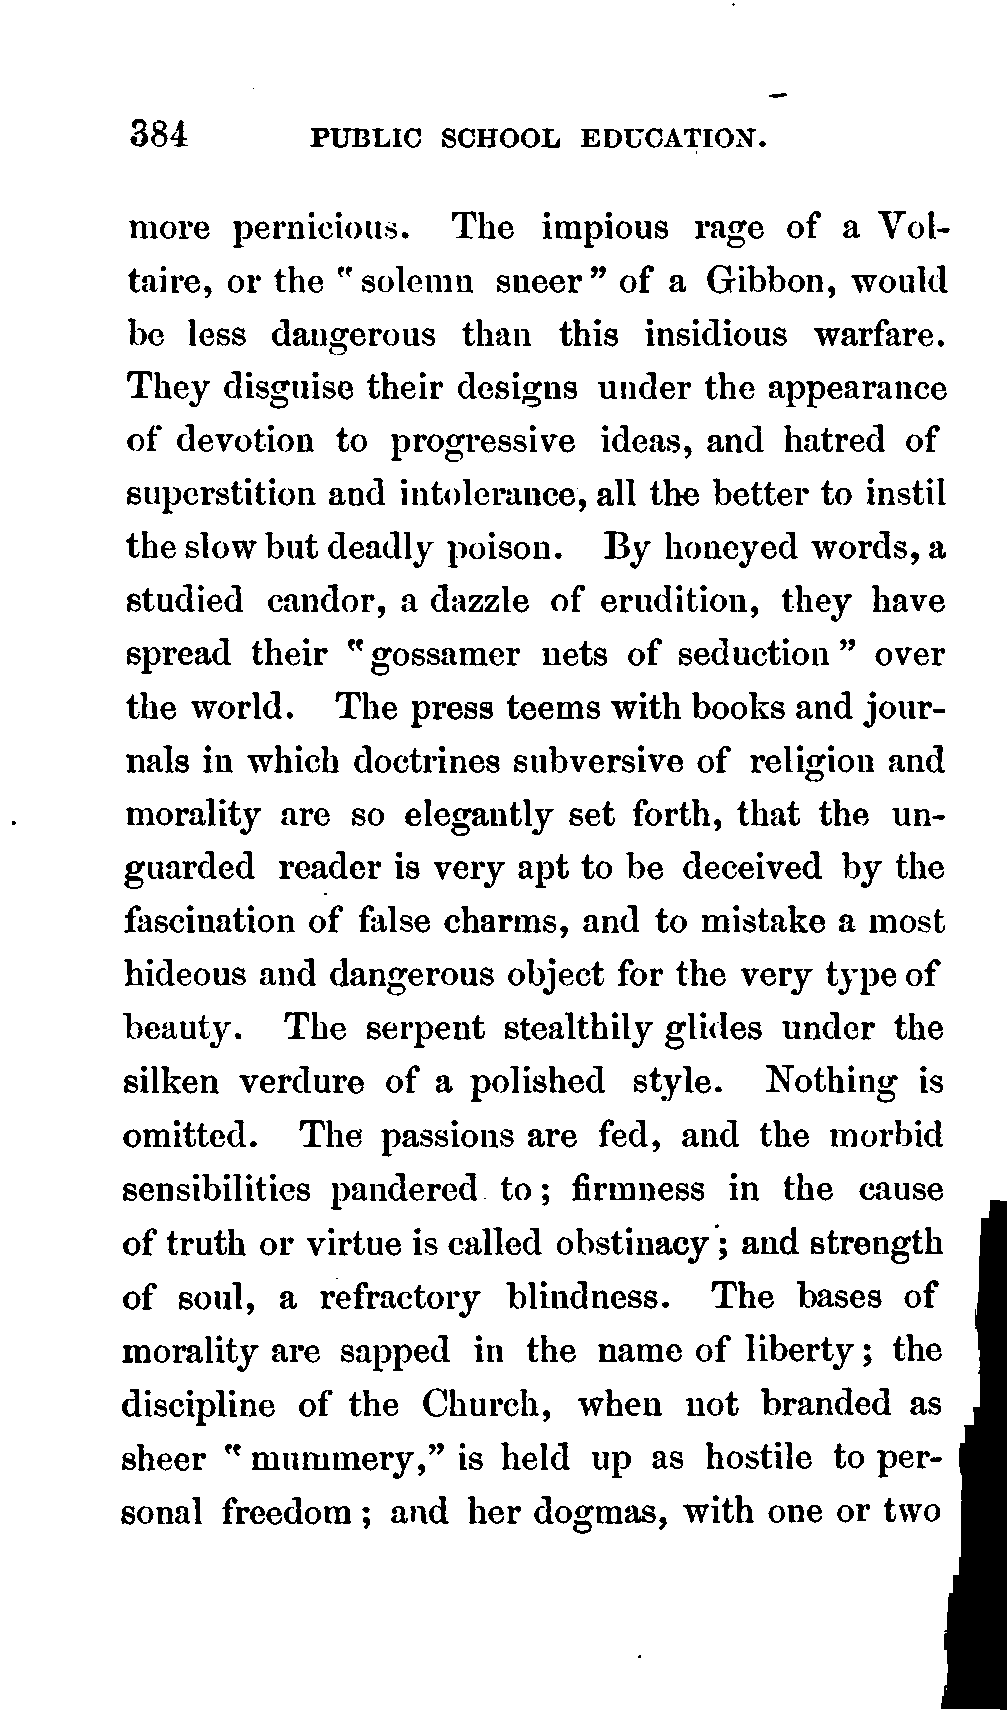 384 PUBLIC SCHOOL EDUCATION.
more pernicious. The impious rage of a Vol-
taire, or the "solemn sneer" of a Gibbon, would
be less dangerous than this insidious warfare.
They disguise their designs under the appearance
of devotion to progressive ideas, and hatred of
superstition and intolerance, all the better to instil
the slow but deadly poison. By honeyed words, a
studied candor, a dazzle of erudition, they have
spread their "gossamer nets of seduction" over
the world. The press teems with books and jour-
nals in which doctrines subversive of religion and
morality are so elegantly set forth, that the un-
guarded reader is very apt to be deceived by the
fascination of false charms, and to mistake a most
hideous and dangerous object for the very type of
beauty. The serpent stealthily glides under the
silken verdure of a polished style. Nothing is
omitted. The passions are fed, and the morbid
sensibilities pandered to; firmness in the cause
of truth or virtue is called obstinacy; and strength
of soul, a refractory blindness. The bases of
morality are sapped in the name of liberty; the
discipline of the Church, when not branded as
sheer "mummery," is held up as hostile to per-
sonal freedom; and her dogmas, with one or two